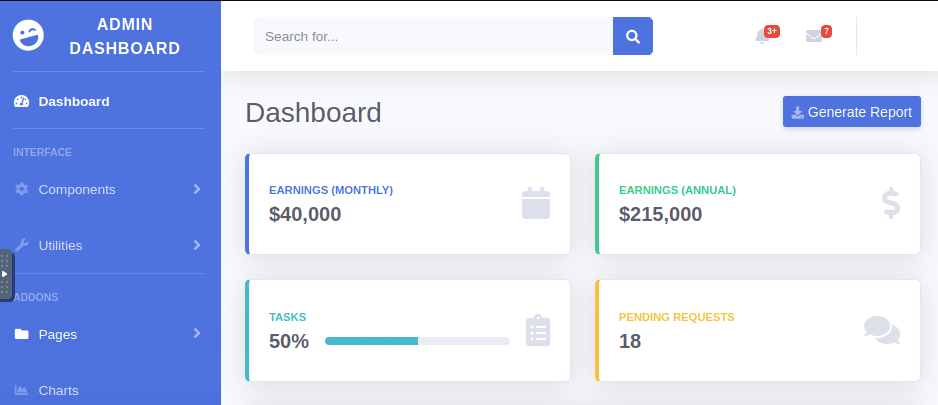 ADMIN
DASHBOARD
Search for...
3+
7
Dashboard
Dashboard
Generate Report
INTERFACE
Components
Utilities
ADDONS
Pages
Charts
EARNINGS (MONTHLY)
$40,000
EARNINGS (ANNUAL)
$215,000
TASKS
50%
PENDING REQUESTS
18